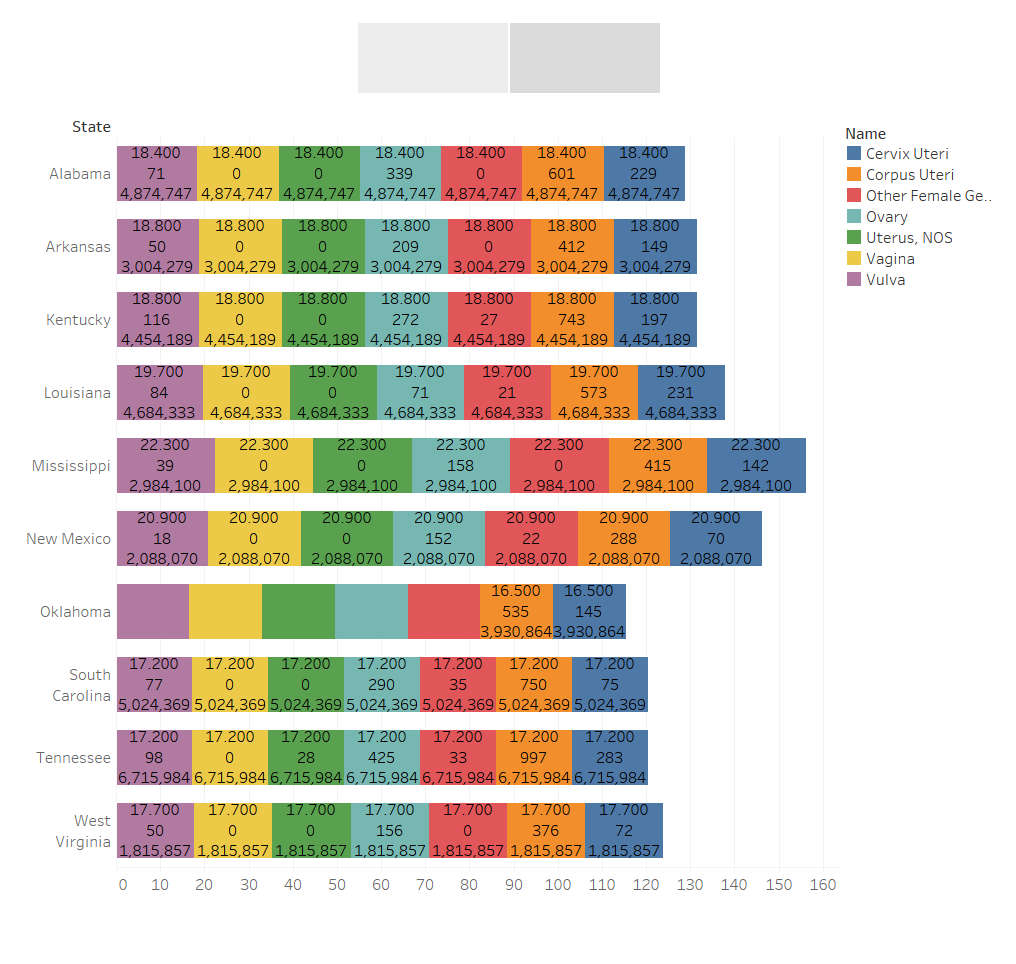 State
Name
Cervix Uteri
Corpus Uteri
Other Female Ge..
Ovary
Uterus, NOS
Vagina
Vulva
Alabama
18.400 18.400 18.400 18.400 18.400 18.400 18.400
71 0 0 339 0 601 229
4,874,747 4,874,747 4,874,747 4,874,747 4,874,747 4,874,747 4,874,747
Arkansas
18.800 18.800 18.800 18.800 18.800 18.800 18.800
50 0 0 209 0 412 149
3,004,279 3,004,279 3,004,279 3,004,279 3,004,279 3,004,279 3,004,279
Kentucky
18.800 18.800 18.800 18.800 18.800 18.800 18.800
116 0 0 272 27 743 197
4,454,189 4,454,189 4,454,189 4,454,189 4,454,189 4,454,189 4,454,189
Louisiana
19.700 19.700 19.700 19.700 19.700 19.700 19.700
84 0 0 71 21 573 231
4,684,333 4,684,333 4,684,333 4,684,333 4,684,333 4,684,333 4,684,333
Mississippi
22.300 22.300 22.300 22.300 22.300 22.300 22.300
39 0 0 158 0 415 142
2,984,100 2,984,100 2,984,100 2,984,100 2,984,100 2,984,100 2,984,100
New Mexico
20.900 20.900 20.900 20.900 20.900 20.900 20.900
18 0 0 152 22 288 70
2,088,070 2,088,070 2,088,070 2,088,070 2,088,070 2,088,070 2,088,070
Oklahoma
16.500 16.500
535 145
3,930,864 3,930,864
South
Carolina
17.200 17.200 17.200 17.200 17.200 17.200 17.200
77 0 0 290 35 750 75
5,024,369 5,024,369 5,024,369 5,024,369 5,024,369 5,024,369 5,024,369
Tennessee
17.200 17.200 17.200 17.200 17.200 17.200 17.200
98 0 28 425 33 997 283
6,715,984 6,715,984 6,715,984 6,715,984 6,715,984 6,715,984 6,715,984
West
Virginia
17.700 17.700 17.700 17.700 17.700 17.700 17.700
50 0 0 156 0 376 72
1,815,857 1,815,857 1,815,857 1,815,857 1,815,857 1,815,857 1,815,857
0 10 20 30 40 50 60 70 80 90 100 110 120 130 140 150 160